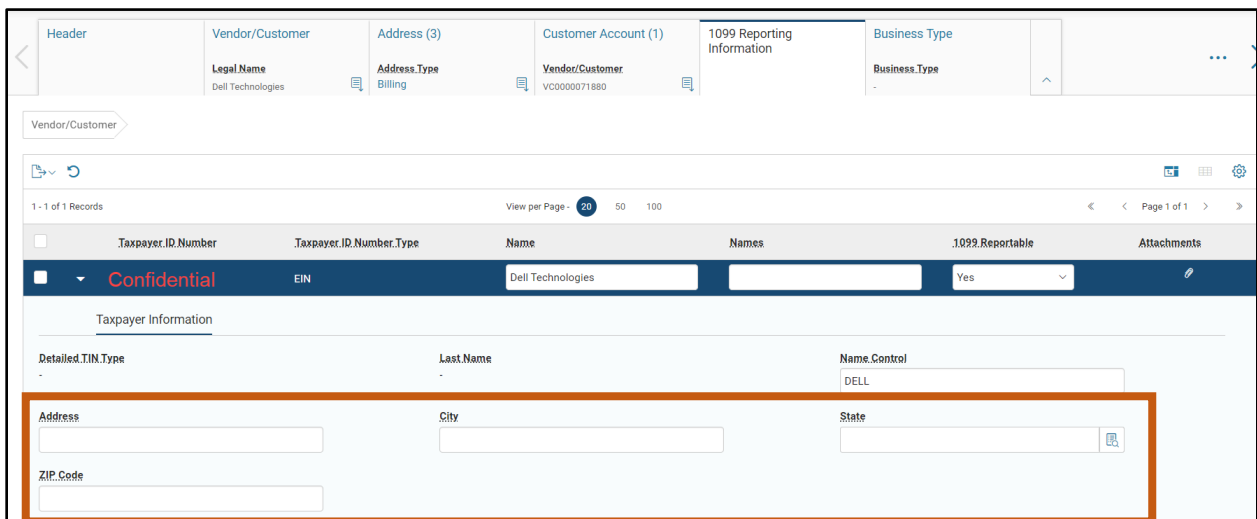 Header
Vendor/Customer
Address (3)
Customer Account (1)
1099 Reporting
Information
Business Type
Legal Name
Address Type
Vendor/Customer
Business Type
Dell Technologies
Billing
VC0000071880
-
...
Vendor/Customer
1 - 1 of 1 Records
View per Page - 20 50 100
Page 1 of 1
Taxpayer ID Number
Taxpayer ID Number Type
Name
Names
1099 Reportable
Attachments
Confidential
EIN
Dell Technologies
Yes
Taxpayer Information
Detailed TIN Type
Last Name
Name Control
-
-
DELL
Address
City
State
ZIP Code